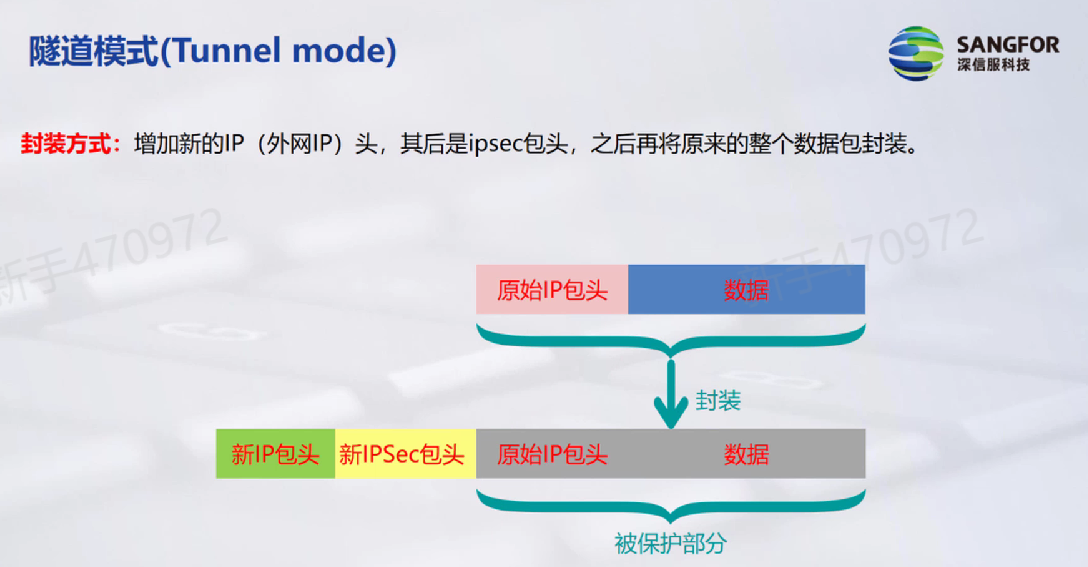 隧道模式(Tunnel mode)
SANGFOR
深信服科技
封装方式：增加新的IP（外网IP）头，其后是ipsec包头，之后再将原来的整个数据包封装。
新手470972
新手470972
原始IP包头 数据
封装
新IP包头 新IPSec包头 原始IP包头 数据
被保护部分